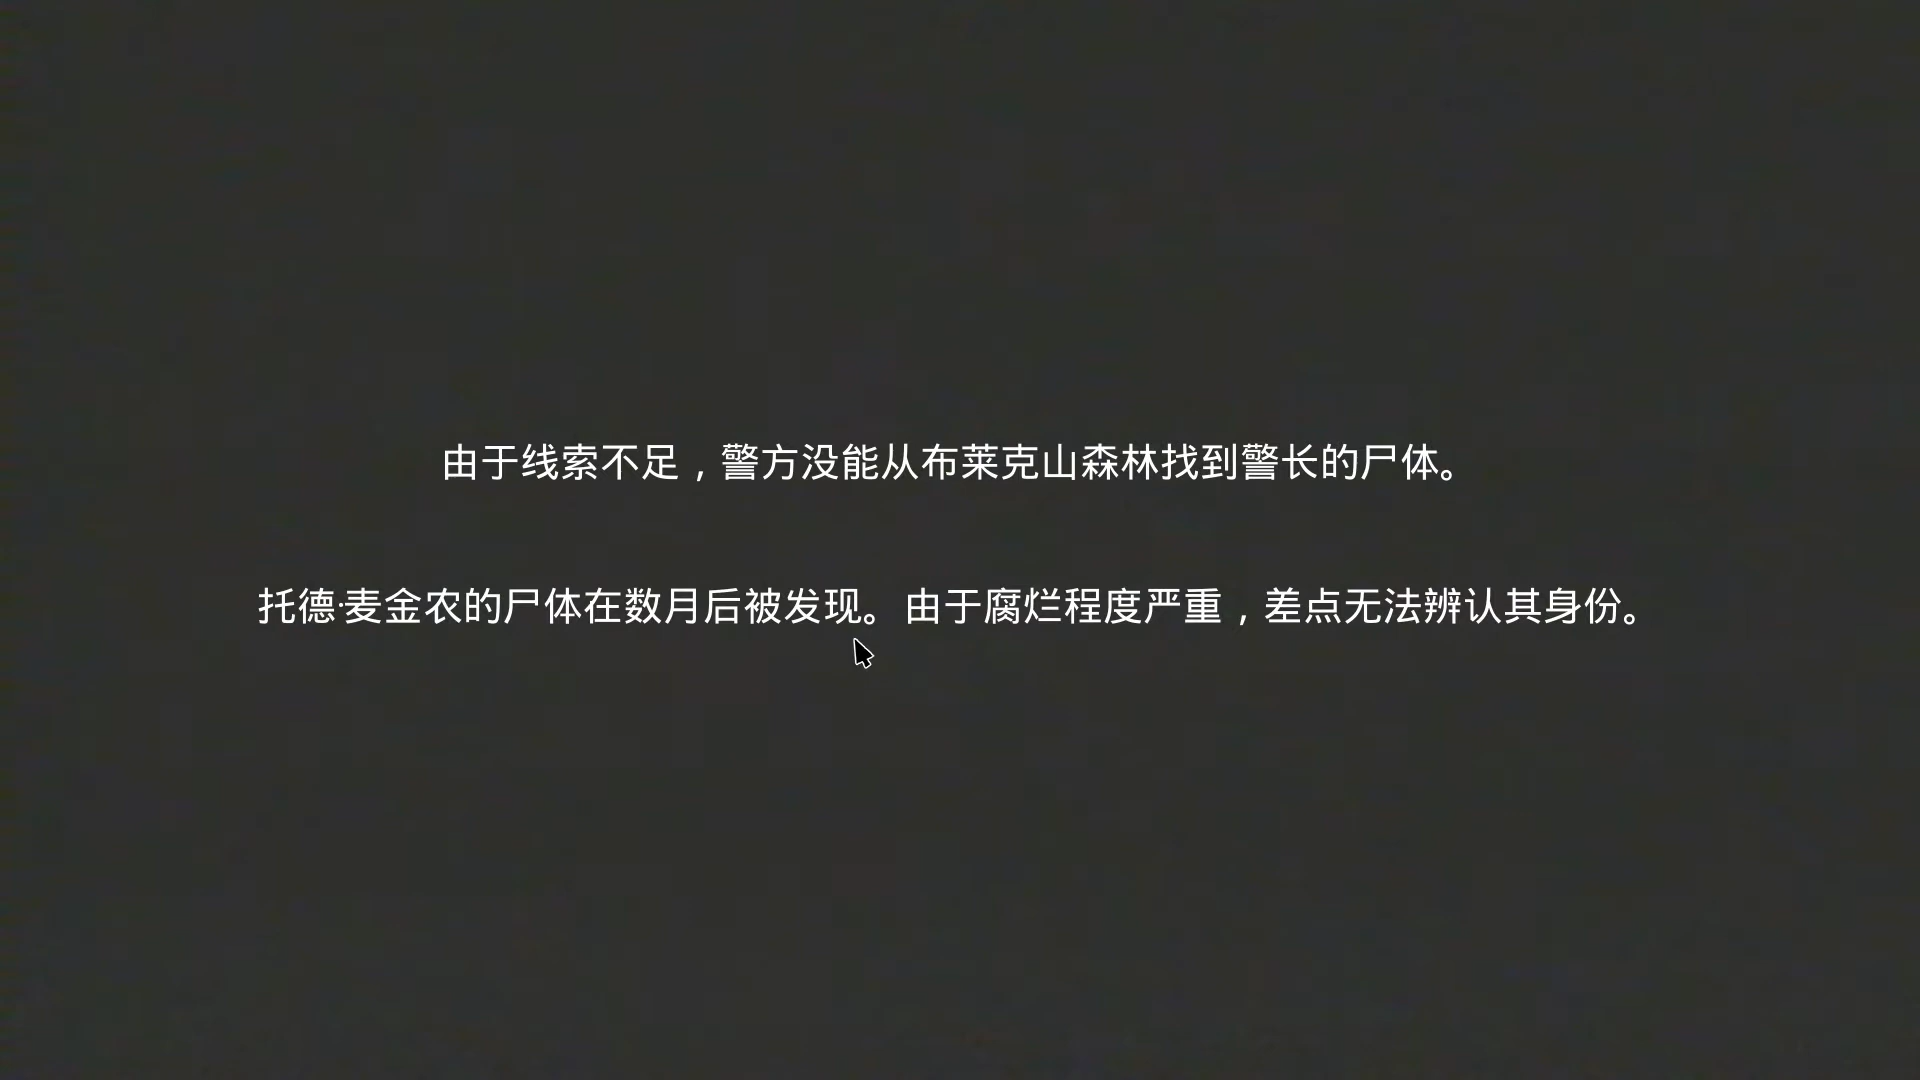 由于线索不足，警方没能从布莱克山森林找到警长的尸体。
托德·麦金农的尸体在数月后被发现。由于腐烂程度严重，差点无法辨认其身份。